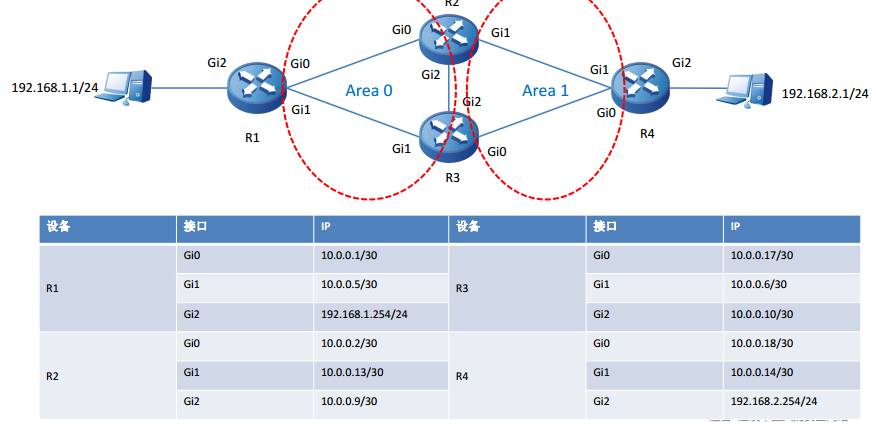 R2
Gi0
Gi1
Gi2
Gi0
Gi2
Gi1
Gi2
192.168.1.1/24
Area 0
Gi2
Area 1
192.168.2.1/24
Gi1
Gi0
R1
R4
Gi1
Gi0
R3
设备 接口 IP 设备 接口 IP
R1 Gi0 10.0.0.1/30 R3 Gi0 10.0.0.17/30
Gi1 10.0.0.5/30 Gi1 10.0.0.6/30
Gi2 192.168.1.254/24 Gi2 10.0.0.10/30
R2 Gi0 10.0.0.2/30 R4 Gi0 10.0.0.18/30
Gi1 10.0.0.13/30 Gi1 10.0.0.14/30
Gi2 10.0.0.9/30 Gi2 192.168.2.254/24